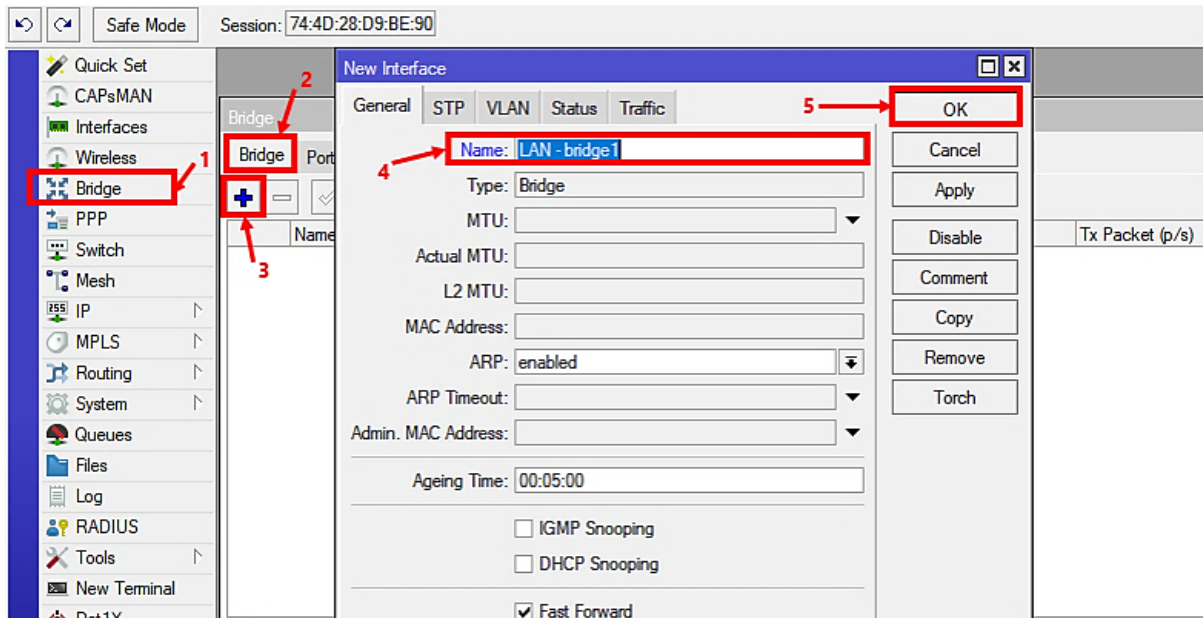 Safe Mode Session: 74:4D:28:D9:BE:90
Quick Set
CAPsMAN
Interfaces
Wireless
Bridge
PPP
Switch
Mesh
IP
MPLS
Routing
System
Queues
Files
Log
RADIUS
Tools
New Terminal
Dot1X
1
2
Bridge
Bridge Port
3
Name
Tx Packet (p/s)
New Interface
General STP VLAN Status Traffic
4
Name: LAN - bridge1
Type: Bridge
MTU:
Actual MTU:
L2 MTU:
MAC Address:
ARP: enabled
ARP Timeout:
Admin. MAC Address:
Ageing Time: 00:05:00
IGMP Snooping
DHCP Snooping
Fast Forward
5
OK
Cancel
Apply
Disable
Comment
Copy
Remove
Torch